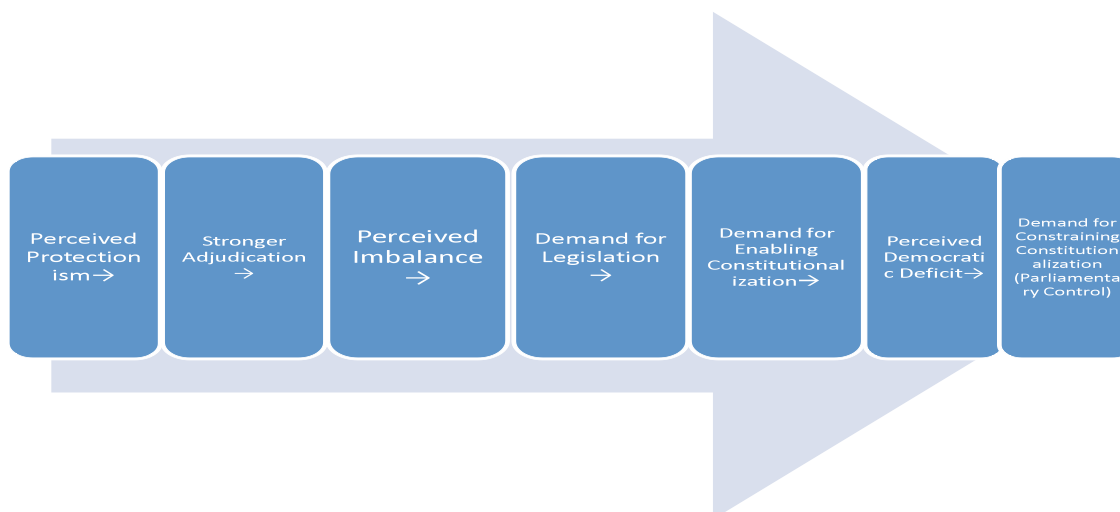 Perceived
Protection
ism→
Stronger
Adjudication
→
Perceived
Imbalance
→
Demand for
Legislation
→
Demand for
Enabling
Constitutional
ization→
Perceived
Democrati
c Deficit→
Demand for
Constraining
Constitution
alization
(Parliamenta
ry Control)